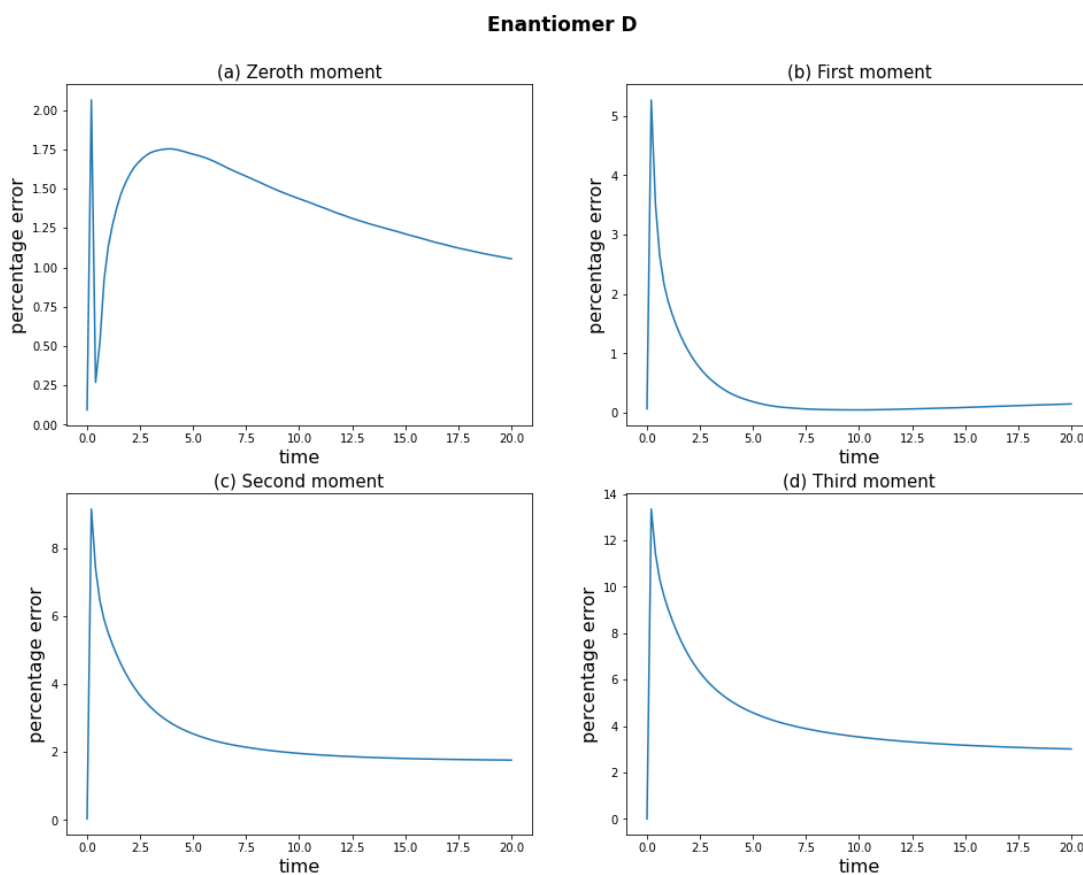 Enantiomer D
(a) Zeroth moment
percentage error
2.00
1.75
1.50
1.25
1.00
0.75
0.50
0.25
0.00
0.0 2.5 5.0 7.5 10.0 12.5 15.0 17.5 20.0
time
(b) First moment
percentage error
5
4
3
2
1
0
0.0 2.5 5.0 7.5 10.0 12.5 15.0 17.5 20.0
time
(c) Second moment
percentage error
8
6
4
2
0
0.0 2.5 5.0 7.5 10.0 12.5 15.0 17.5 20.0
time
(d) Third moment
percentage error
14
12
10
8
6
4
2
0
0.0 2.5 5.0 7.5 10.0 12.5 15.0 17.5 20.0
time